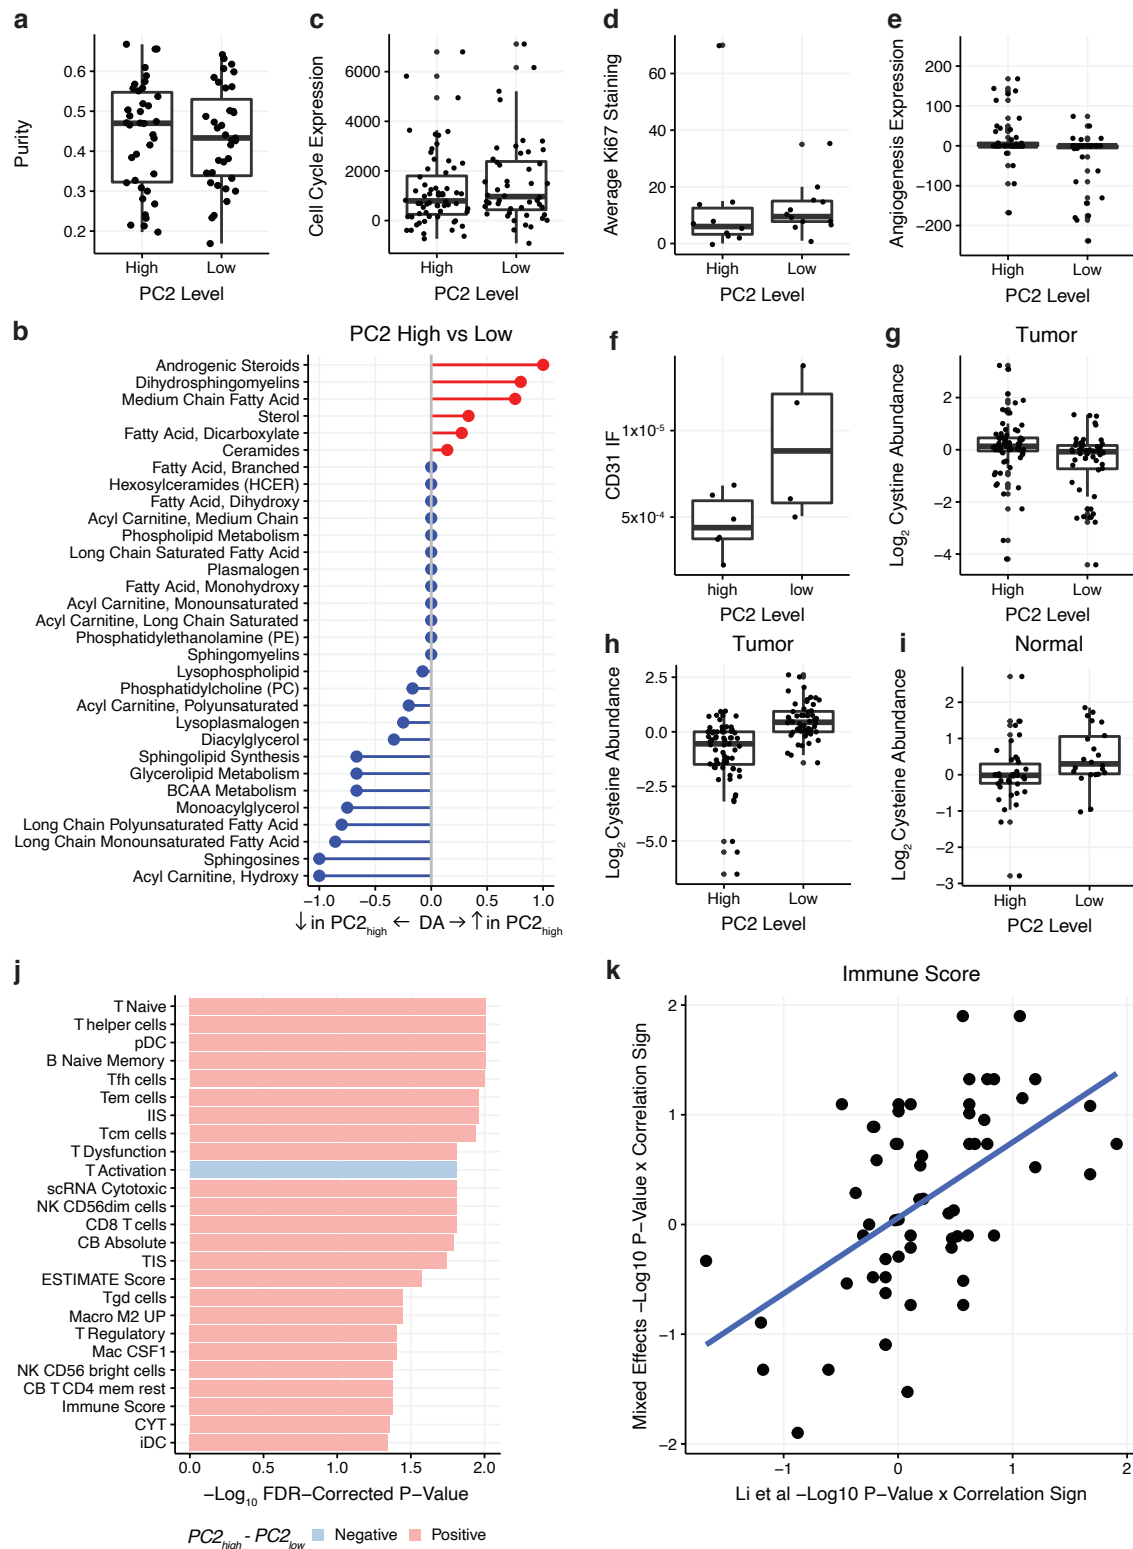 a
Purity
0.6
0.5
0.4
0.3
0.2
High
Low
PC2 Level
c
Cell Cycle Expression
6000
4000
2000
0
High
Low
PC2 Level
d
Average Ki67 Staining
60
40
20
0
High
Low
PC2 Level
e
Angiogenesis Expression
200
100
0
−100
−200
High
Low
PC2 Level
b
PC2 High vs Low
Androgenic Steroids
Dihydrosphingomyelins
Medium Chain Fatty Acid
Sterol
Fatty Acid, Dicarboxylate
Ceramides
Fatty Acid, Branched
Hexosylceramides (HCER)
Fatty Acid, Dihydroxy
Acyl Carnitine, Medium Chain
Phospholipid Metabolism
Long Chain Saturated Fatty Acid
Plasmalogen
Fatty Acid, Monohydroxy
Acyl Carnitine, Monounsaturated
Acyl Carnitine, Long Chain Saturated
Phosphatidylethanolamine (PE)
Sphingomyelins
Lysophospholipid
Phosphatidylcholine (PC)
Acyl Carnitine, Polyunsaturated
Lysoplasmalogen
Diacylglycerol
Sphingolipid Synthesis
Glycerolipid Metabolism
BCAA Metabolism
Monoacylglycerol
Long Chain Polyunsaturated Fatty Acid
Long Chain Monounsaturated Fatty Acid
Sphingosines
Acyl Carnitine, Hydroxy
−1.0 −0.5 0.0 0.5 1.0
↓in PC2high ← DA → ↑in PC2high
f
CD31 IF
1×10⁻⁵
5x10⁻⁴
high
low
PC2 Level
g
Tumor
Log₂ Cystine Abundance
2
0
−2
−4
High
Low
PC2 Level
h
Tumor
Log₂ Cysteine Abundance
2.5
0.0
−2.5
−5.0
High
Low
PC2 Level
i
Normal
Log₂ Cysteine Abundance
2
1
0
−1
−2
−3
High
Low
PC2 Level
j
T Naive
T helper cells
pDC
B Naive Memory
Tfh cells
Tem cells
IIS
Tcm cells
T Dysfunction
T Activation
scRNA Cytotoxic
NK CD56dim cells
CD8 T cells
CB Absolute
TIS
ESTIMATE Score
Tgd cells
Macro M2 UP
T Regulatory
Mac CSF1
NK CD56 bright cells
CB T CD4 mem rest
Immune Score
CYT
iDC
0.0 0.5 1.0 1.5 2.0
−Log₁₀ FDR−Corrected P−Value
PC2high - PC2low Negative Positive
k
Immune Score
Mixed Effects −Log10 P−Value x Correlation Sign
2
1
0
−1
−2
−1 0 1 2
Li et al −Log10 P−Value x Correlation Sign